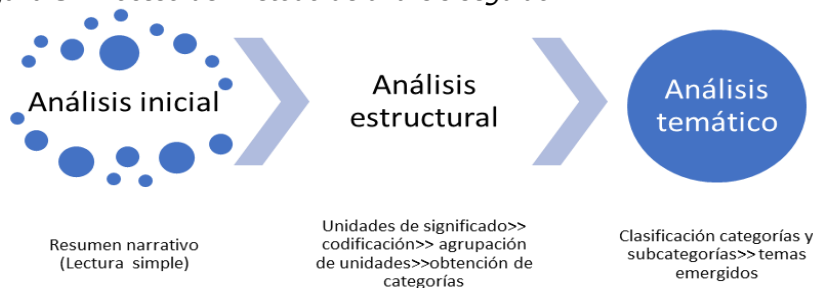 Análisis inicial
Análisis
estructural
Análisis
temático
Resumen narrativo
(Lectura simple)
Unidades de significado>>
codificación>> agrupación
de unidades>>obtención de
categorías
Clasificación categorías y
subcategorías>> temas
emergidos